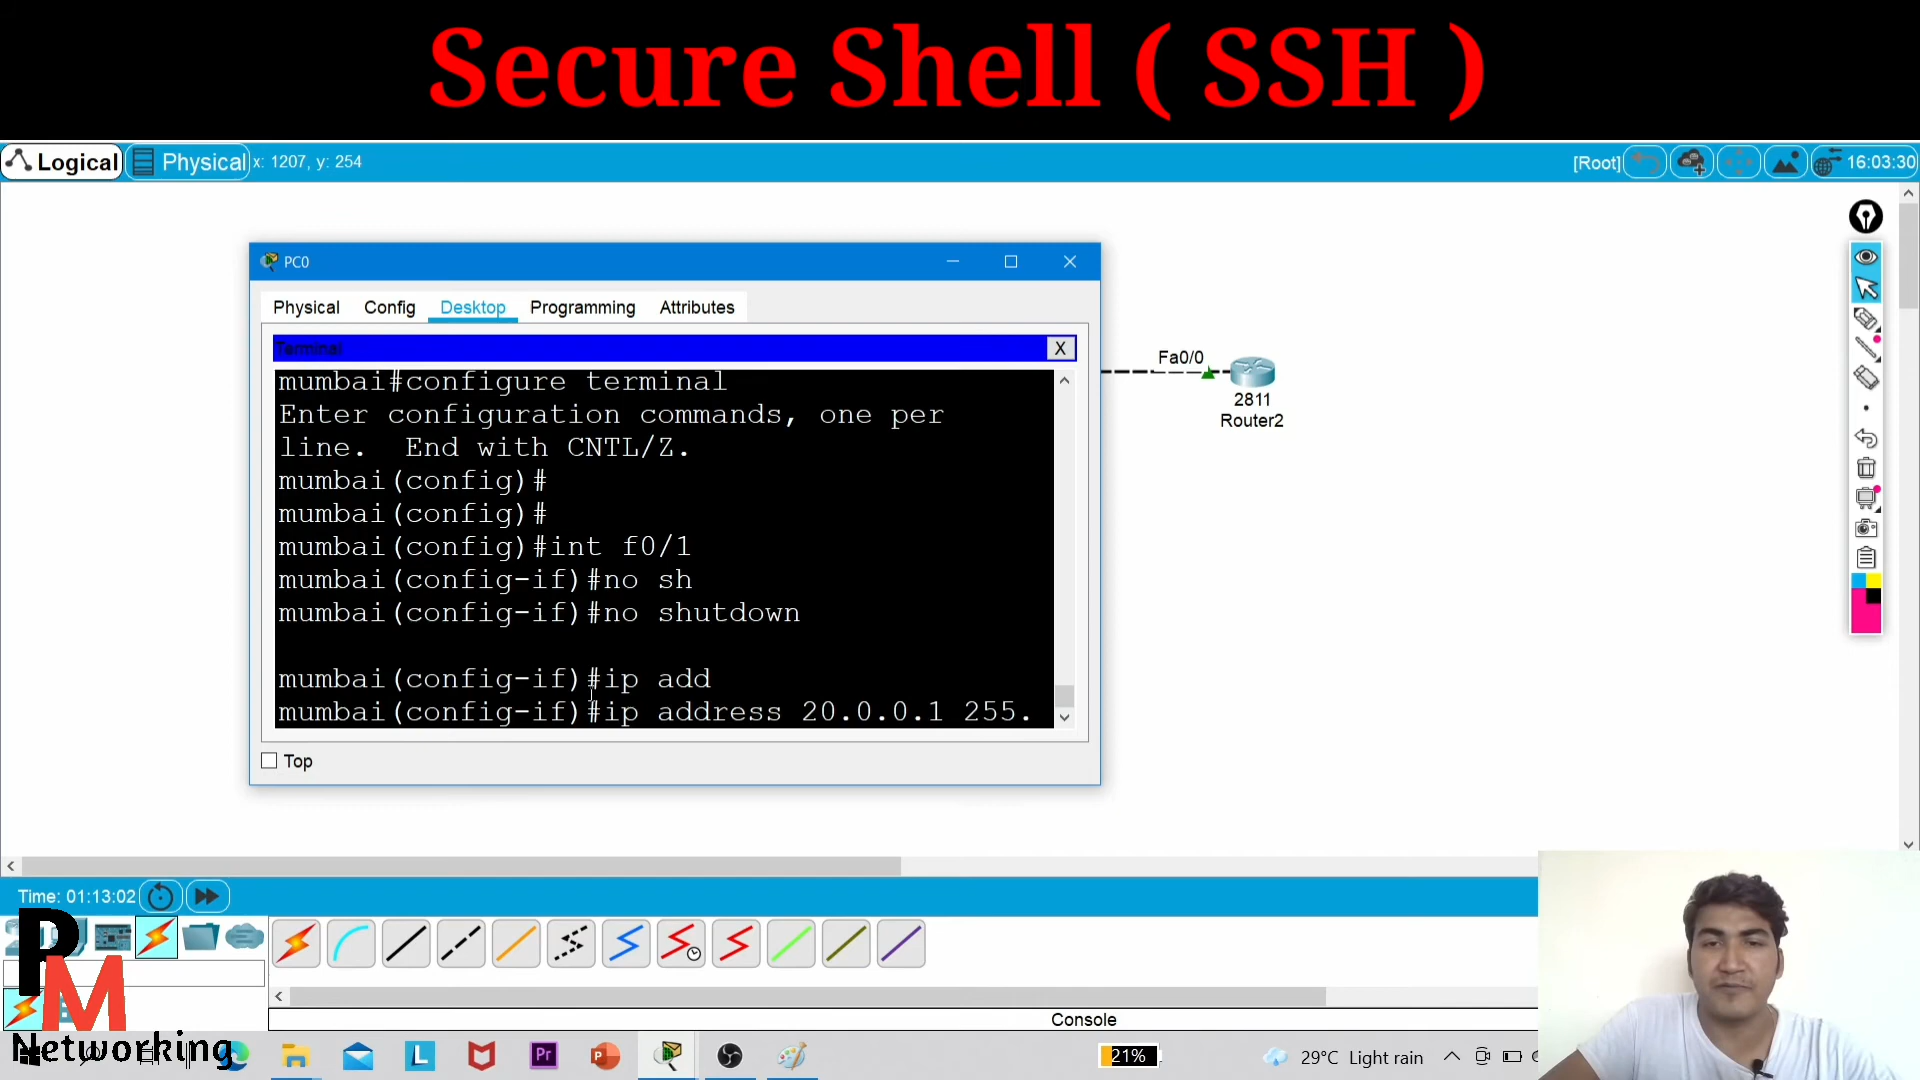 Secure Shell ( SSH )
Logical
Physical
x: 1207, y: 254
[Root]
16:03:30
PC0
Physical
Config
Desktop
Programming
Attributes
Terminal
X
mumbai#configure terminal
Enter configuration commands, one per
line.  End with CNTL/Z.
mumbai(config)#
mumbai(config)#
mumbai(config)#int f0/1
mumbai(config-if)#no sh
mumbai(config-if)#no shutdown
mumbai(config-if)#ip add
mumbai(config-if)#ip address 20.0.0.1 255.
Top
Fa0/0
2811
Router2
Time: 01:13:02
PM
Networking
Console
L
Pr
P
21%
29°C Light rain